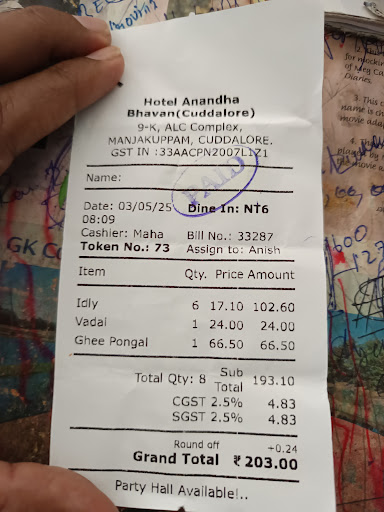 Hotel Anandha
Bhavan(Cuddalore)
9-K, ALC Complex,
MANJAKUPPAM, CUDDALORE.
GST IN :33AACPN2007L1Z1
PAID
Name:
Date: 03/05/25 Dine In: NT6
08:09
Cashier: Maha Bill No.: 33287
Token No.: 73 Assign to: Anish
Item Qty. Price Amount
Idly 6 17.10 102.60
Vadai 1 24.00 24.00
Ghee Pongal 1 66.50 66.50
Total Qty: 8 Sub Total 193.10
CGST 2.5% 4.83
SGST 2.5% 4.83
Round off +0.24
Grand Total ₹ 203.00
Party Hall Available!..
GK Co